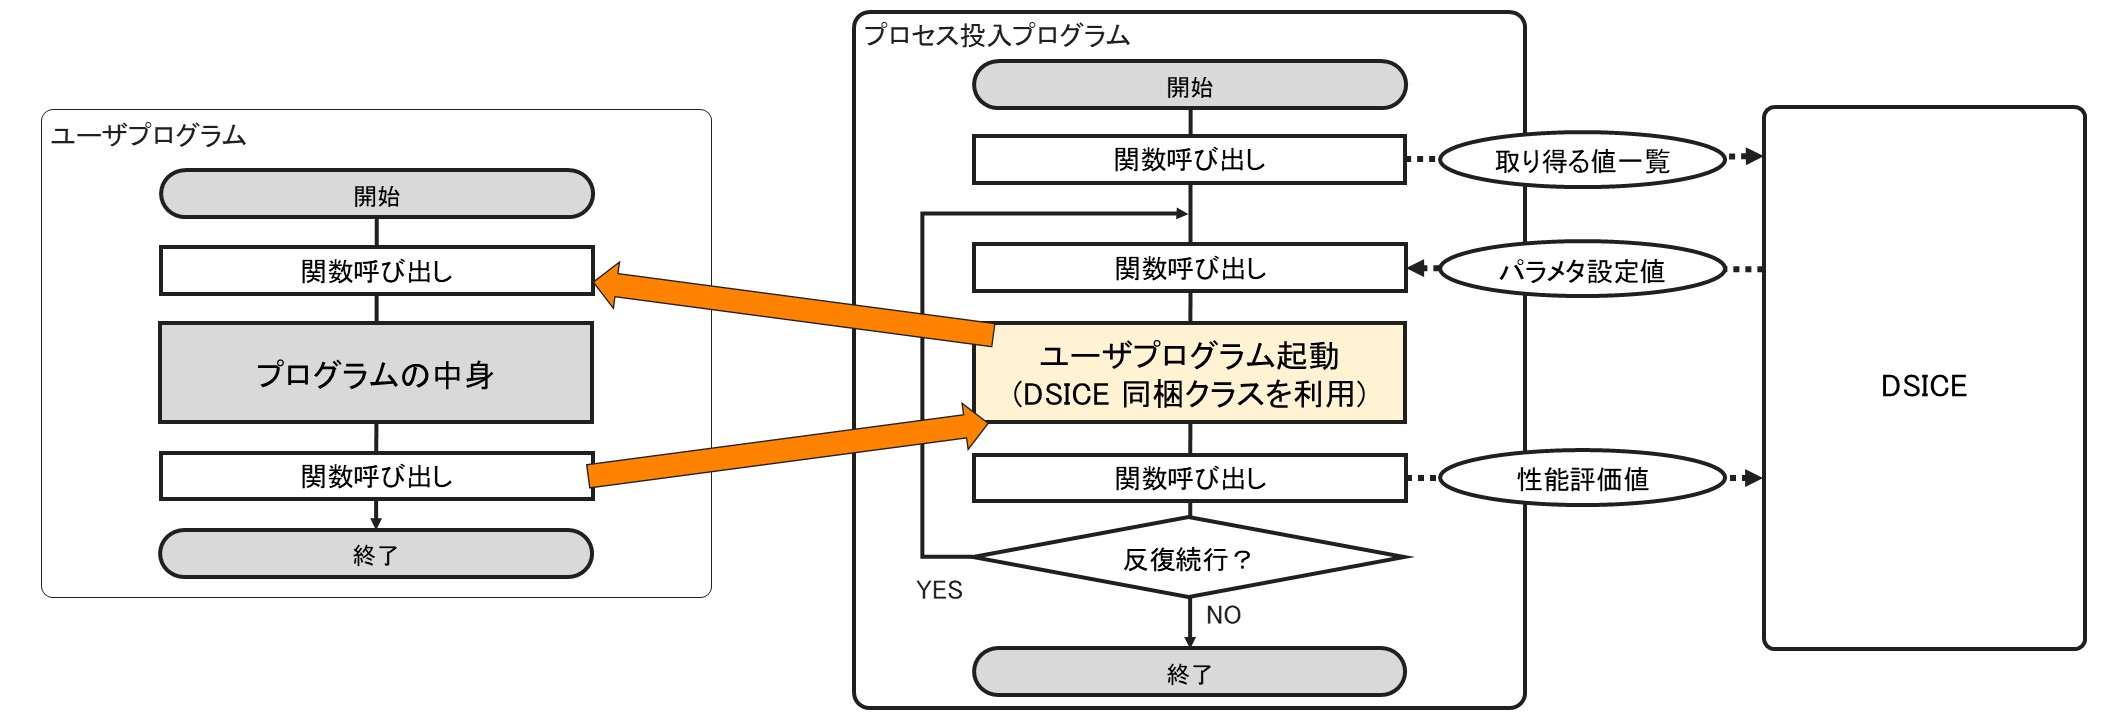 ユーザプログラム
開始
関数呼び出し
プログラムの中身
関数呼び出し
終了
プロセス投入プログラム
開始
関数呼び出し
取り得る値一覧
関数呼び出し
パラメタ設定値
ユーザプログラム起動
（DSICE 同梱クラスを利用）
関数呼び出し
性能評価値
反復続行？
YES
NO
終了
DSICE